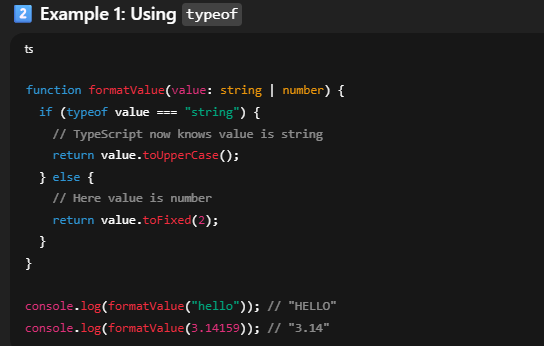 2 Example 1: Using typeof
ts
function formatValue(value: string | number) {
  if (typeof value === "string") {
    // TypeScript now knows value is string
    return value.toUpperCase();
  } else {
    // Here value is number
    return value.toFixed(2);
  }
}
console.log(formatValue("hello")); // "HELLO"
console.log(formatValue(3.14159)); // "3.14"